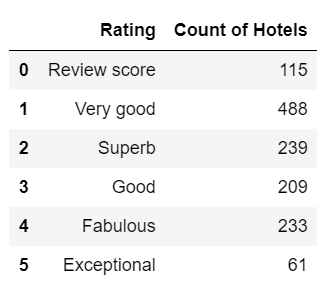 Rating Count of Hotels
0 Review score 115
1 Very good 488
2 Superb 239
3 Good 209
4 Fabulous 233
5 Exceptional 61